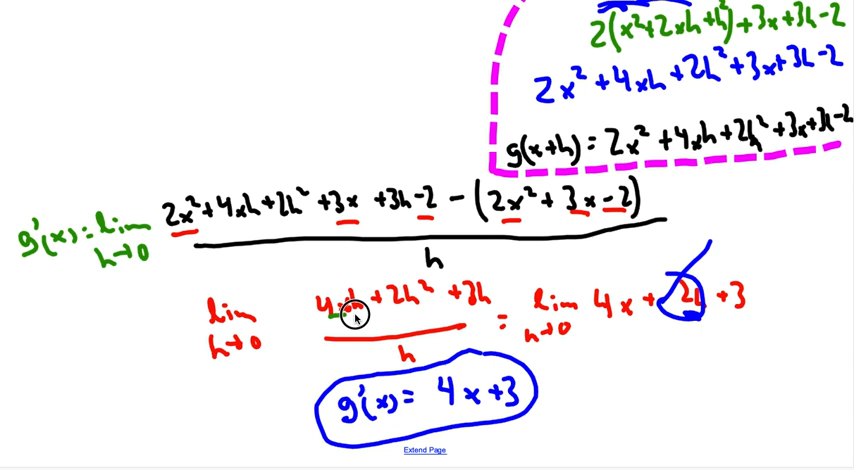 2(x²+2xh+h²)+3x+3h-2
2x²+4xh+2h²+3x+3h-2
g(x+h) = 2x²+4xh+2h²+3x+3h-2
g'(x) = lim h→0 (2x²+4xh+2h²+3x+3h-2-(2x²+3x-2)) / h
lim h→0 (4xh+2h²+3h) / h = lim h→0 4x+2h+3
g'(x) = 4x+3
Extend Page